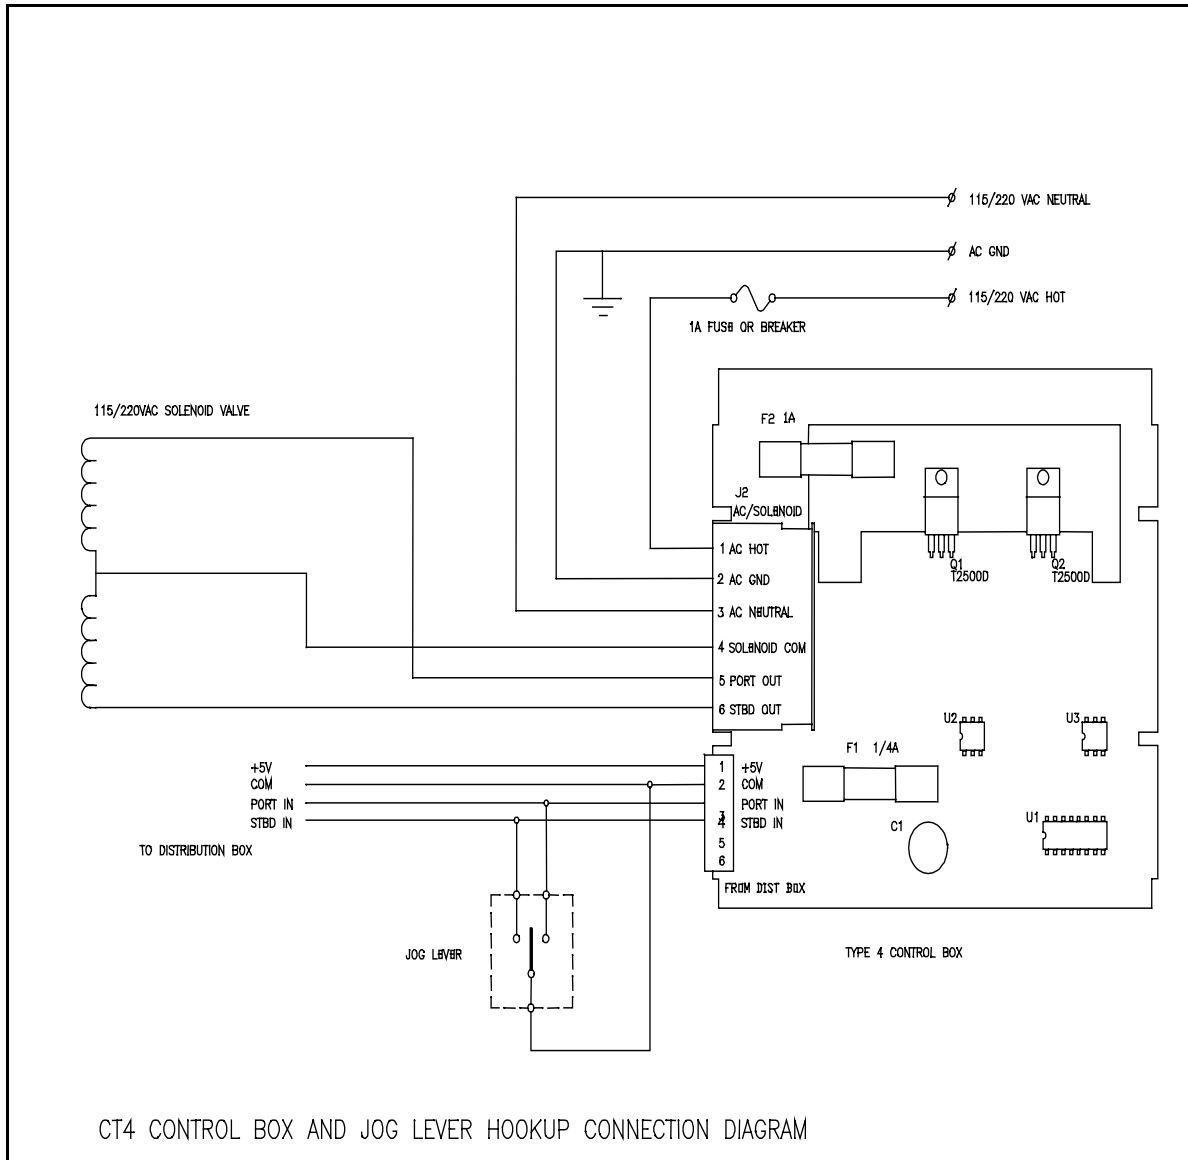 115/220 VAC NEUTRAL
AC GND
115/220 VAC HOT
1A FUSE OR BREAKER
115/220VAC SOLENOID VALVE
F2 1A
J2
AC/SOLENOID
1 AC HOT
2 AC GND
3 AC NEUTRAL
4 SOLENOID COM
5 PORT OUT
6 STBD OUT
Q1
T2500D
Q2
T2500D
U2
U3
F1 1/4A
+5V
COM
PORT IN
STBD IN
1
2
3
4
5
6
+5V
COM
PORT IN
STBD IN
C1
U1
TO DISTRIBUTION BOX
FROM DIST BOX
JOG LEVER
TYPE 4 CONTROL BOX
CT4 CONTROL BOX AND JOG LEVER HOOKUP CONNECTION DIAGRAM